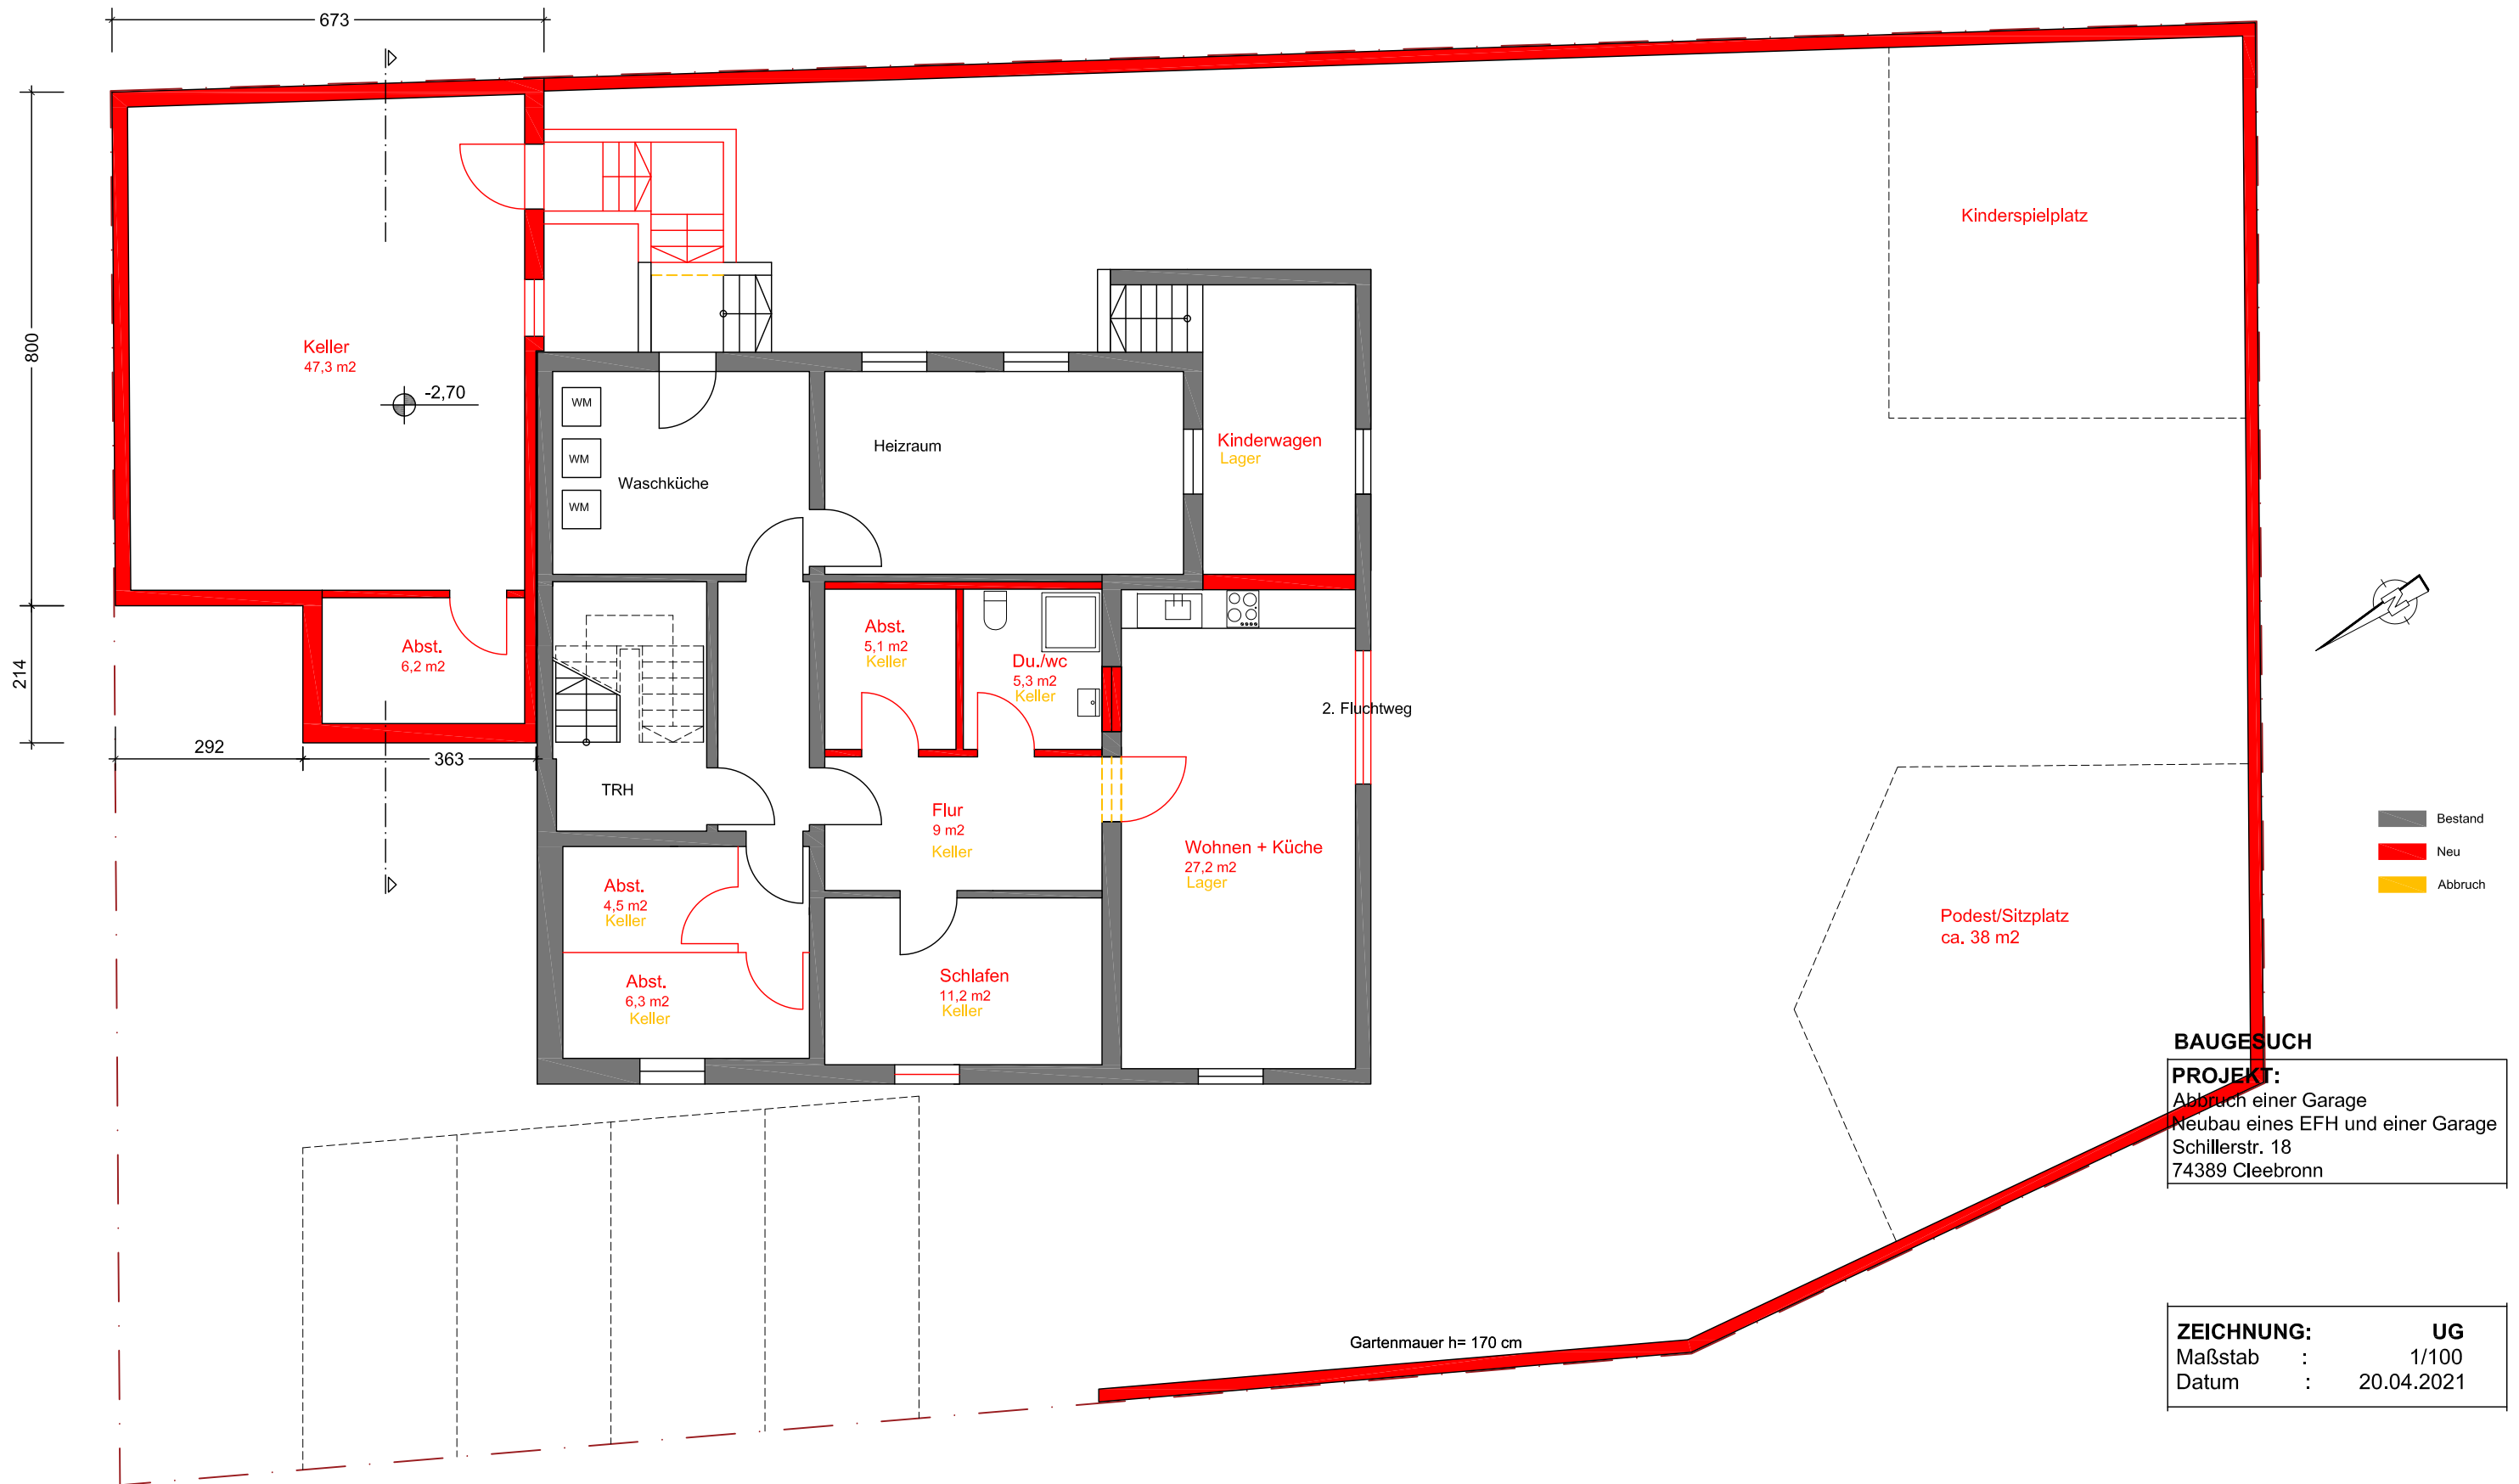 673
800
214
292
363
Keller
47,3 m2
-2,70
Abst.
6,2 m2
WM
WM
WM
Waschküche
Heizraum
Kinderwagen
Lager
Kinderspielplatz
Abst.
5,1 m2
Keller
Du./wc
5,3 m2
Keller
2. Fluchtweg
TRH
Flur
9 m2
Keller
Wohnen + Küche
27,2 m2
Lager
Abst.
4,5 m2
Keller
Abst.
6,3 m2
Keller
Schlafen
11,2 m2
Keller
N
Bestand
Neu
Abbruch
Podest/Sitzplatz
ca. 38 m2
Gartenmauer h= 170 cm
BAUGESUCH
PROJEKT:
Abbruch einer Garage
Neubau eines EFH und einer Garage
Schillerstr. 18
74389 Cleebronn
ZEICHNUNG: UG
Maßstab : 1/100
Datum : 20.04.2021